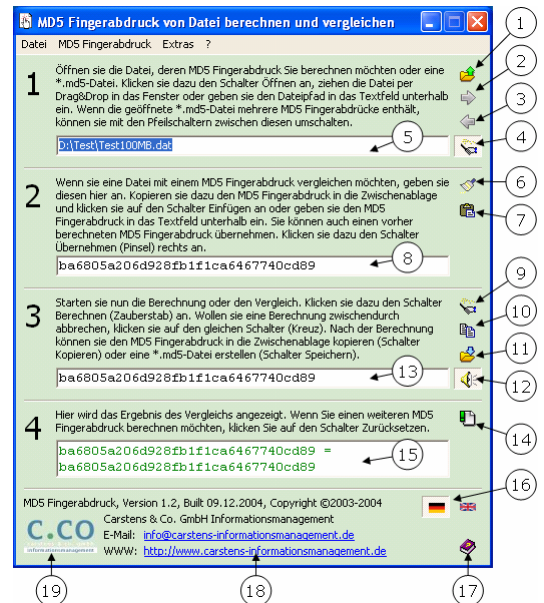 MD5 Fingerabdruck von Datei berechnen und vergleichen
Datei MD5 Fingerabdruck Extras ?
1
Öffnen sie die Datei, deren MD5 Fingerabdruck Sie berechnen möchten oder eine
*.md5-Datei. Klicken sie dazu den Schalter Öffnen an, ziehen die Datei per
Drag&Drop in das Fenster oder geben sie den Dateipfad in das Textfeld unterhalb
ein. Wenn die geöffnete *.md5-Datei mehrere MD5 Fingerabdrücke enthält,
können sie mit den Pfeilschaltern zwischen diesen umschalten.
D:\Test\Test100MB.dat
2
Wenn sie eine Datei mit einem MD5 Fingerabdruck vergleichen möchten, geben sie
diesen hier an. Kopieren sie dazu den MD5 Fingerabdruck in die Zwischenablage
und klicken sie auf den Schalter Einfügen an oder geben sie den MD5
Fingerabdruck in das Textfeld unterhalb ein. Sie können auch einen vorher
berechneten MD5 Fingerabdruck übernehmen. Klicken sie dazu den Schalter
Übernehmen (Pinsel) rechts an.
ba6805a206d928fb1f1ca6467740cd89
3
Starten sie nun die Berechnung oder den Vergleich. Klicken sie dazu den Schalter
Berechnen (Zauberstab) an. Wollen sie eine Berechnung zwischendurch
abbrechen, klicken sie auf den gleichen Schalter (Kreuz). Nach der Berechnung
können sie den MD5 Fingerabdruck in die Zwischenablage kopieren (Schalter
Kopieren) oder eine *.md5-Datei erstellen (Schalter Speichern).
ba6805a206d928fb1f1ca6467740cd89
4
Hier wird das Ergebnis des Vergleichs angezeigt. Wenn Sie einen weiteren MD5
Fingerabdruck berechnen möchten, klicken Sie auf den Schalter Zurücksetzen.
ba6805a206d928fb1f1ca6467740cd89 =
ba6805a206d928fb1f1ca6467740cd89
MD5 Fingerabdruck, Version 1.2, Built 09.12.2004, Copyright ©2003-2004
C.CO
carstens & co. gmbh
informationsmanagement
Carstens & Co. GmbH Informationsmanagement
E-Mail: info@carstens-informationsmanagement.de
WWW: http://www.carstens-informationsmanagement.de
1
2
3
4
5
6
7
8
9
10
11
12
13
14
15
16
17
18
19